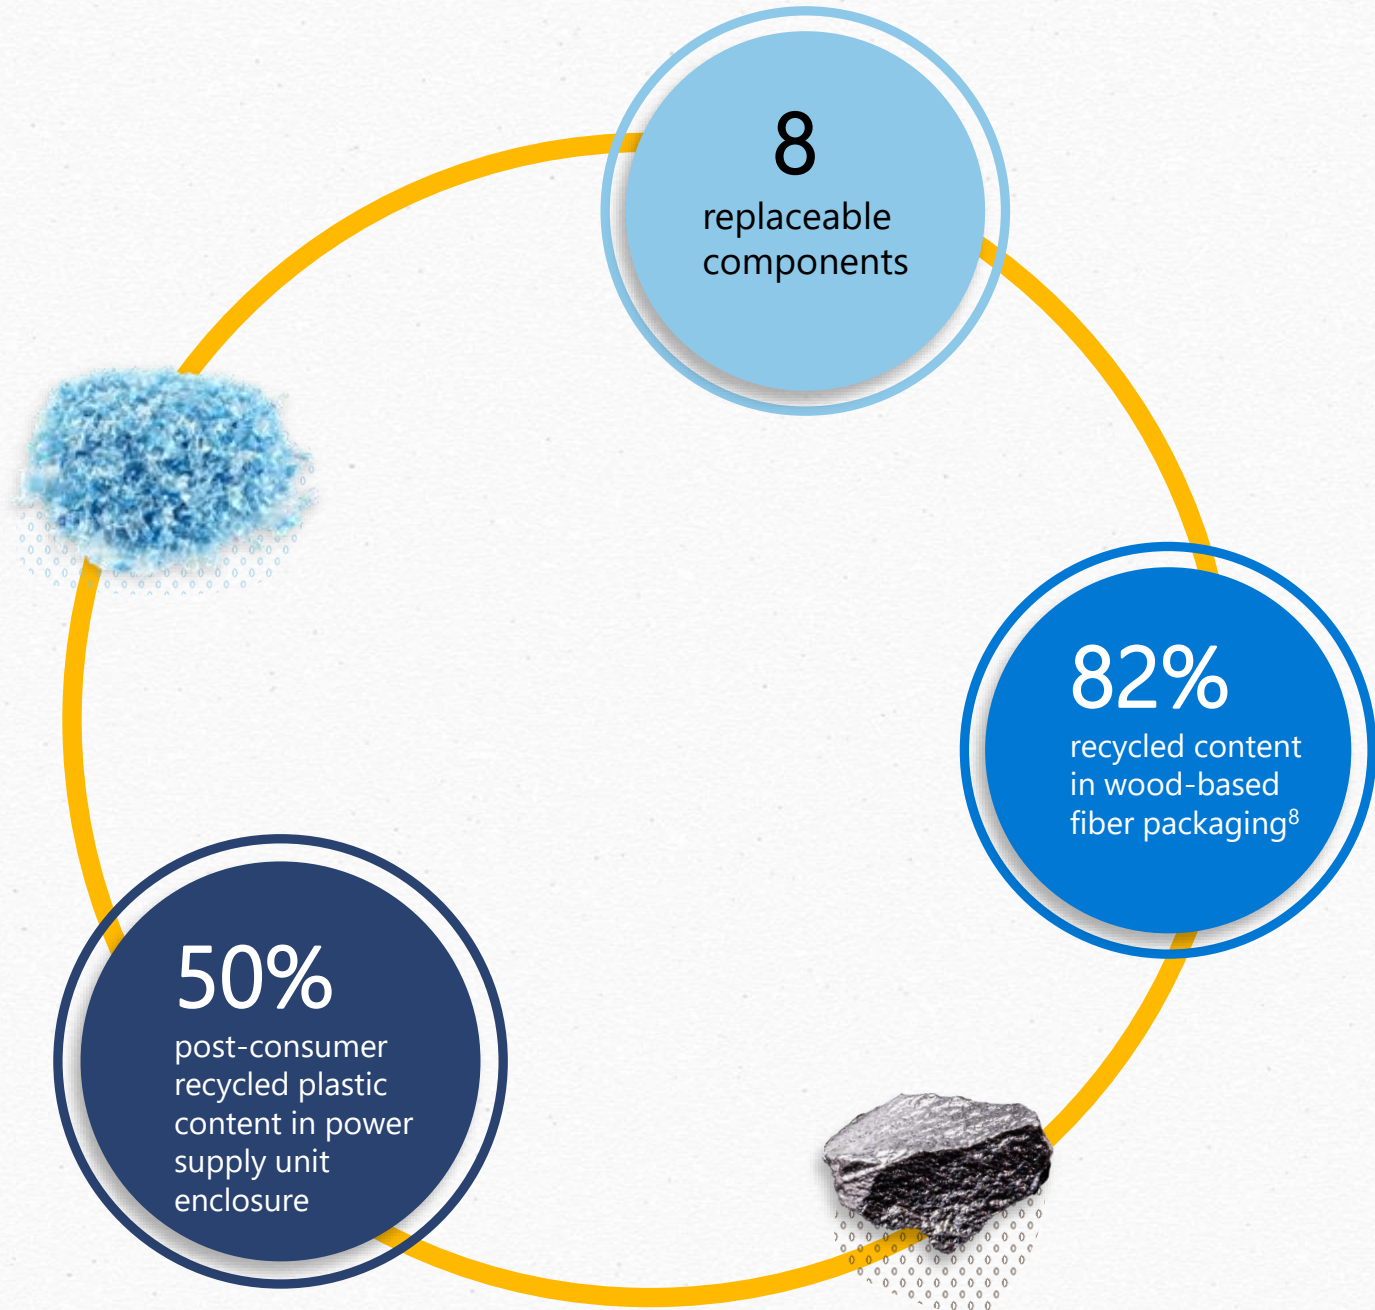 8
replaceable
components
82%
recycled content
in wood-based
fiber packaging⁸
50%
post-consumer
recycled plastic
content in power
supply unit
enclosure